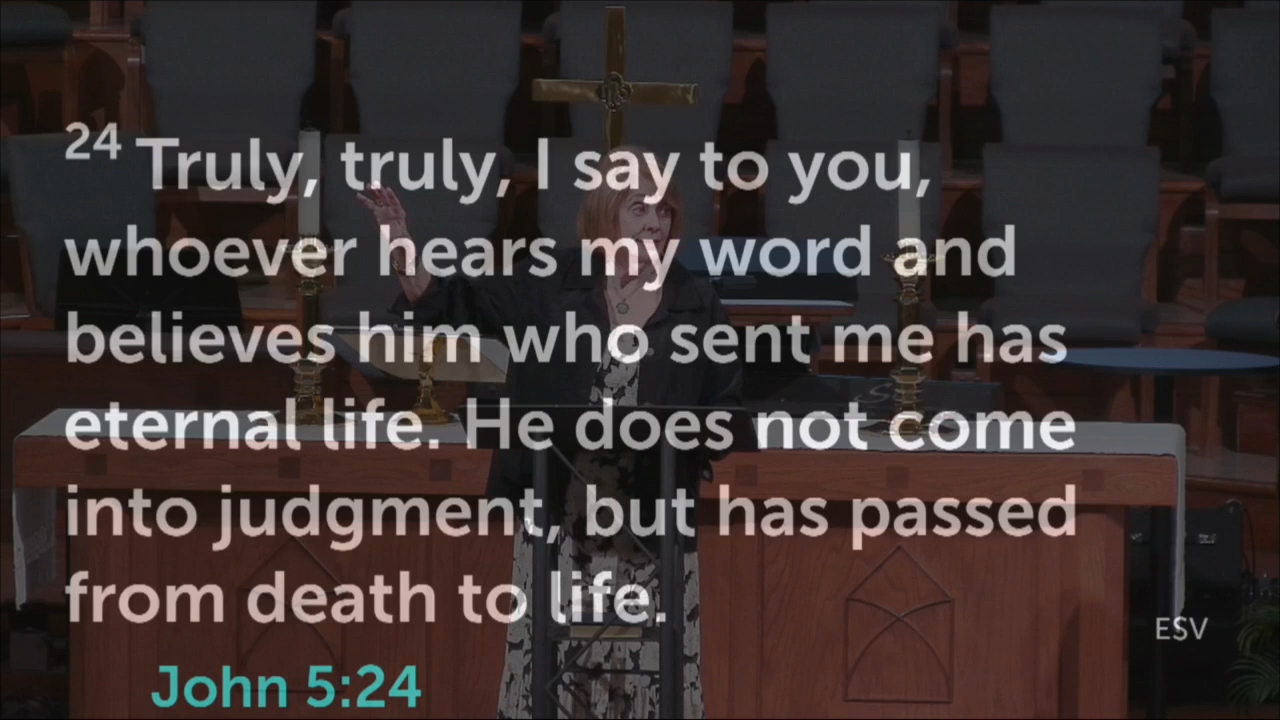 24 Truly, truly, I say to you,
whoever hears my word and
believes him who sent me has
eternal life. He does not come
into judgment, but has passed
from death to life.
ESV
John 5:24